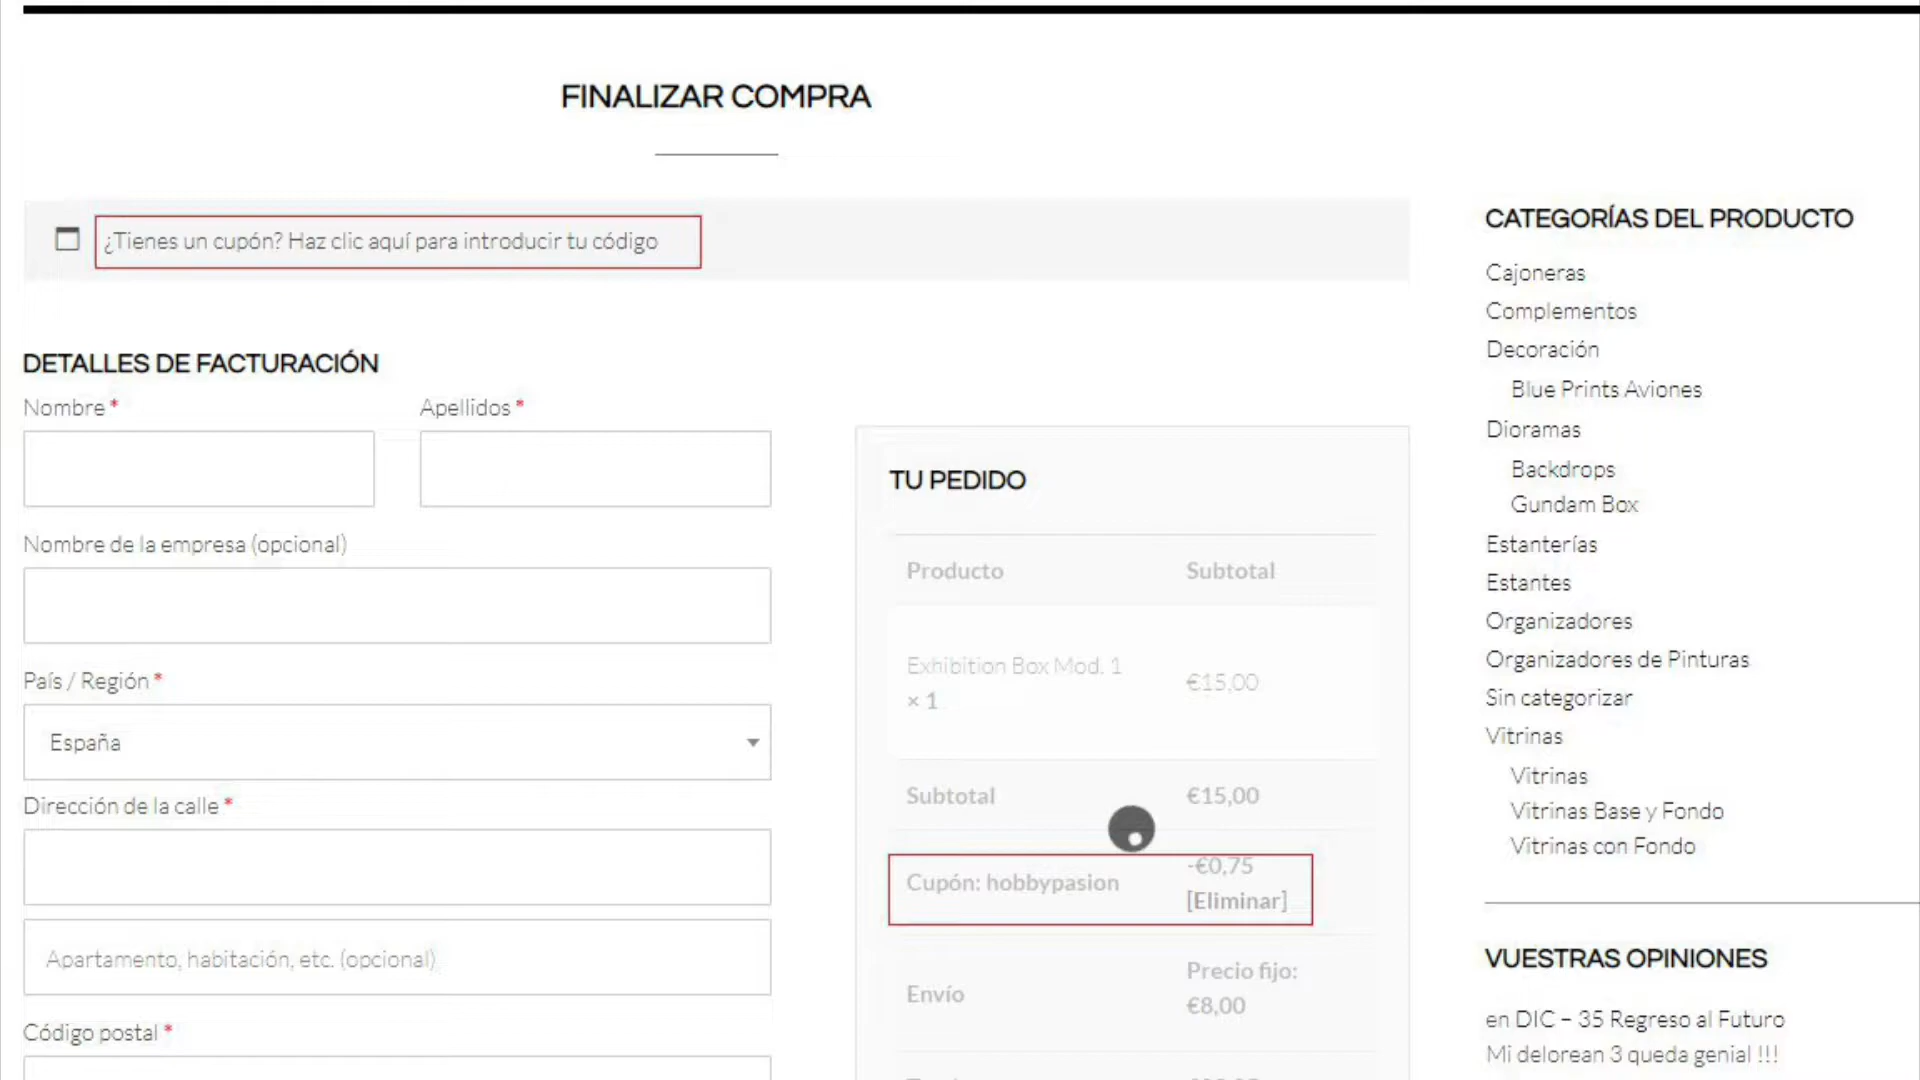 FINALIZAR COMPRA
¿Tienes un cupón? Haz clic aquí para introducir tu código
DETALLES DE FACTURACIÓN
Nombre *
Apellidos *
Nombre de la empresa (opcional)
País / Región *
España
Dirección de la calle *
Apartamento, habitación, etc. (opcional)
Código postal *
TU PEDIDO
Producto Subtotal
Exhibition Box Mod. 1
× 1
€15,00
Subtotal €15,00
Cupón: hobbypasion
-€0,75
[Eliminar]
Envío
Precio fijo:
€8,00
CATEGORÍAS DEL PRODUCTO
Cajoneras
Complementos
Decoración
Blue Prints Aviones
Dioramas
Backdrops
Gundam Box
Estanterías
Estantes
Organizadores
Organizadores de Pinturas
Sin categorizar
Vitrinas
Vitrinas
Vitrinas Base y Fondo
Vitrinas con Fondo
VUESTRAS OPINIONES
en DIC – 35 Regreso al Futuro
Mi delorean 3 queda genial !!!